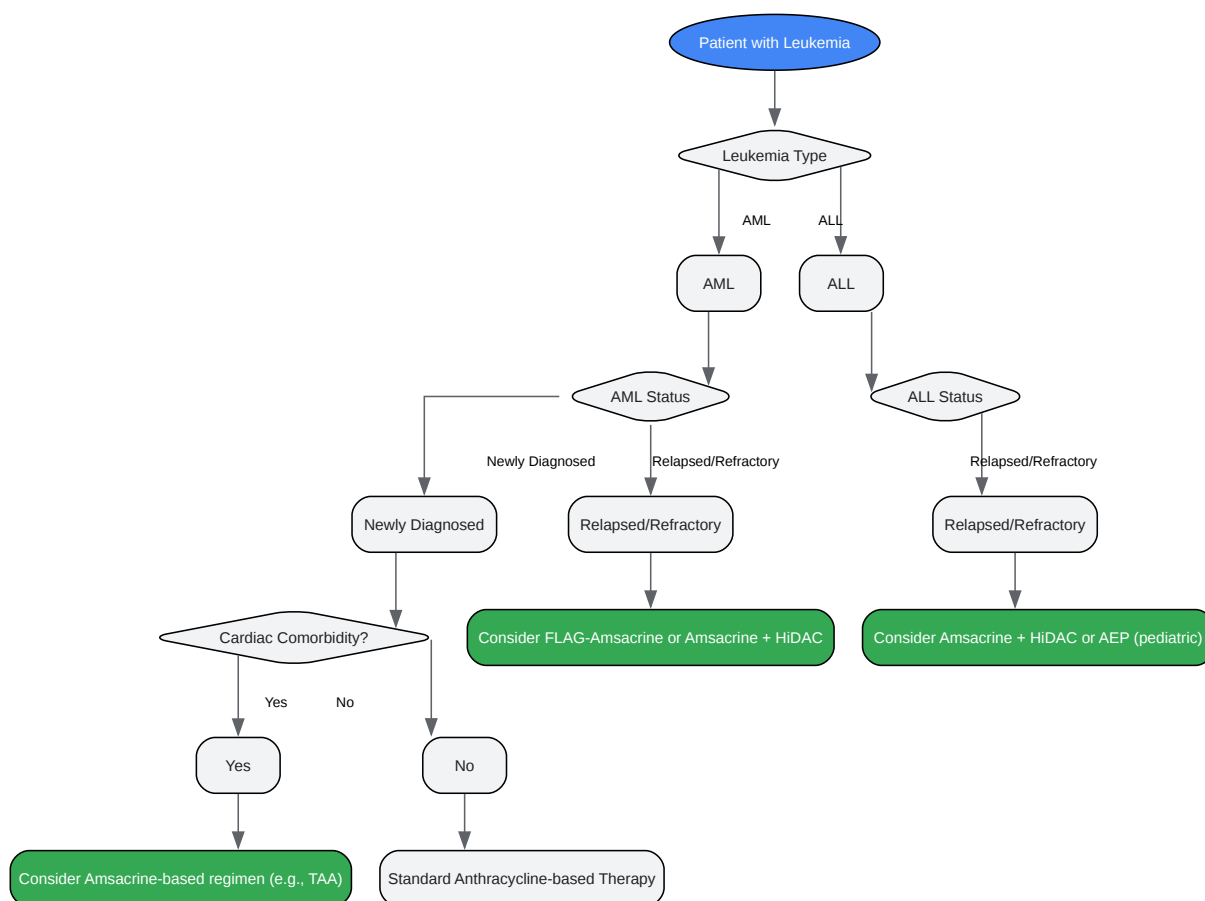 Patient with Leukemia
Leukemia Type
AML
ALL
AML
ALL
AML Status
ALL Status
Newly Diagnosed
Relapsed/Refractory
Relapsed/Refractory
Newly Diagnosed
Relapsed/Refractory
Relapsed/Refractory
Cardiac Comorbidity?
Consider FLAG-Amsacrine or Amsacrine + HiDAC
Consider Amsacrine + HiDAC or AEP (pediatric)
Yes
No
Yes
No
Consider Amsacrine-based regimen (e.g., TAA)
Standard Anthracycline-based Therapy